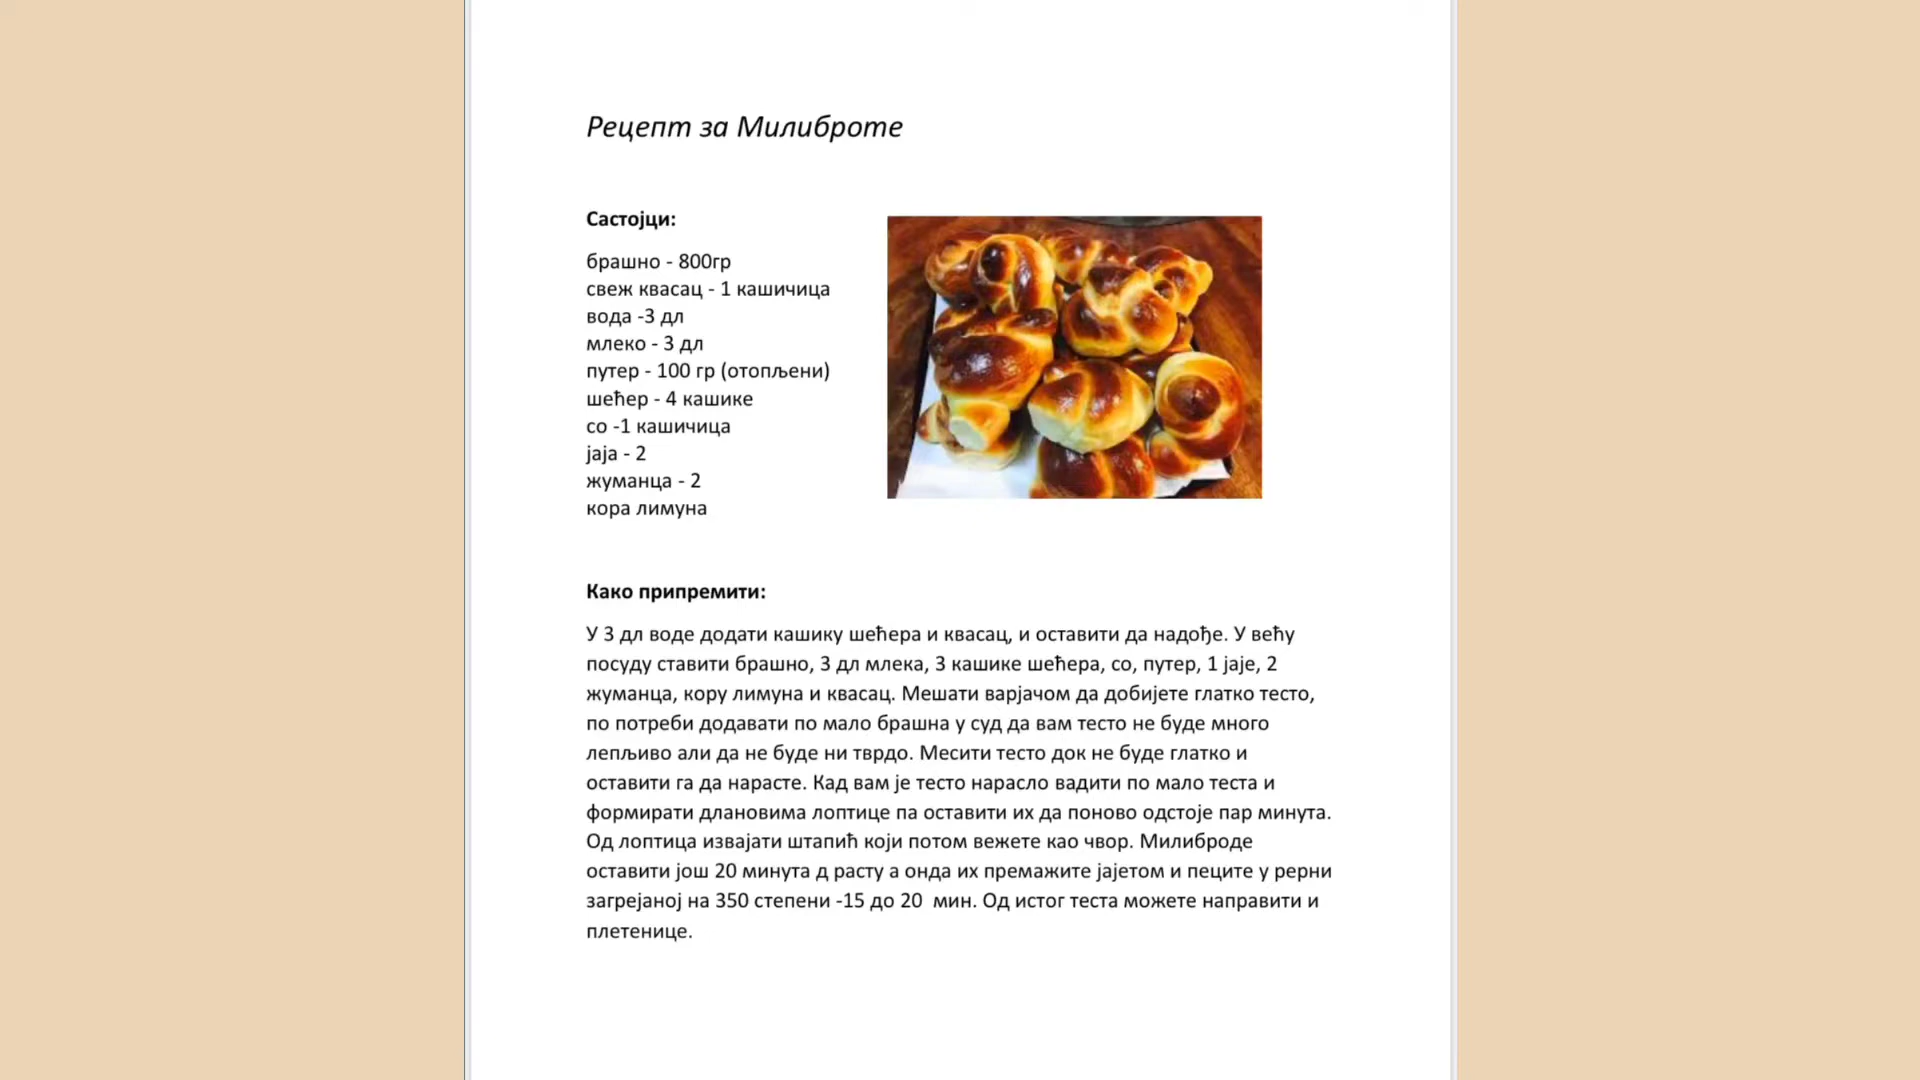 Рецепт за Милиброте
Састојци:
брашно - 800гр
свеж квасац - 1 кашичица
вода -3 дл
млеко - 3 дл
путер - 100 гр (отопљени)
шећер - 4 кашике
со -1 кашичица
јаја - 2
жуманца - 2
кора лимуна
Како припремити:
У 3 дл воде додати кашику шећера и квасац, и оставити да надође. У већу
посуду ставити брашно, 3 дл млека, 3 кашике шећера, со, путер, 1 јаје, 2
жуманца, кору лимуна и квасац. Мешати варјачом да добијете глатко тесто,
по потреби додавати по мало брашна у суд да вам тесто не буде много
лепљиво али да не буде ни тврдо. Месити тесто док не буде глатко и
оставити га да нарасте. Кад вам је тесто нарасло вадити по мало теста и
формирати длановима лоптице па оставити их да поново одстоје пар минута.
Од лоптица извајати штапић који потом вежете као чвор. Милиброде
оставити још 20 минута д расту а онда их премажите јајетом и пеците у рерни
загрејаној на 350 степени -15 до 20  мин. Од истог теста можете направити и
плетенице.